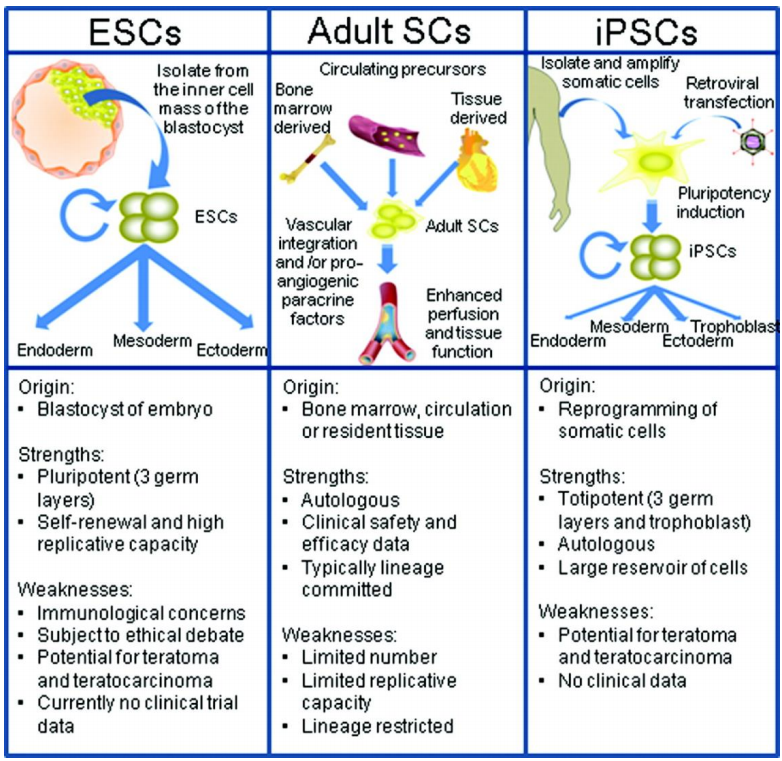 ESCs
Isolate from
the inner cell
mass of the
blastocyst
ESCs
Endoderm
Mesoderm
Ectoderm
Adult SCs
Circulating precursors
Bone
marrow
derived
Tissue
derived
Adult SCs
Vascular
integration
and /or pro-
angiogenic
paracrine
factors
Enhanced
perfusion
and tissue
function
iPSCs
Isolate and amplify
somatic cells
Retroviral
transfection
Pluripotency
induction
iPSCs
Endoderm
Mesoderm
Ectoderm
Trophoblast
Origin:
▪ Blastocyst of embryo
Strengths:
▪ Pluripotent (3 germ
layers)
▪ Self-renewal and high
replicative capacity
Weaknesses:
▪ Immunological concerns
▪ Subject to ethical debate
▪ Potential for teratoma
and teratocarcinoma
▪ Currently no clinical trial
data
Origin:
▪ Bone marrow, circulation
or resident tissue
Strengths:
▪ Autologous
▪ Clinical safety and
efficacy data
▪ Typically lineage
committed
Weaknesses:
▪ Limited number
▪ Limited replicative
capacity
▪ Lineage restricted
Origin:
▪ Reprogramming of
somatic cells
Strengths:
▪ Totipotent (3 germ
layers and trophoblast)
▪ Autologous
▪ Large reservoir of cells
Weaknesses:
▪ Potential for teratoma
and teratocarcinoma
▪ No clinical data